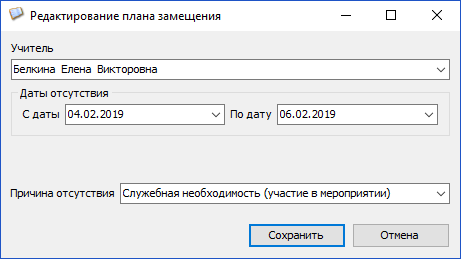 Редактирование плана замещения
Учитель
Белкина Елена Викторовна
Даты отсутствия
С даты 04.02.2019 По дату 06.02.2019
Причина отсутствия Служебная необходимость (участие в мероприятии)
Сохранить Отмена